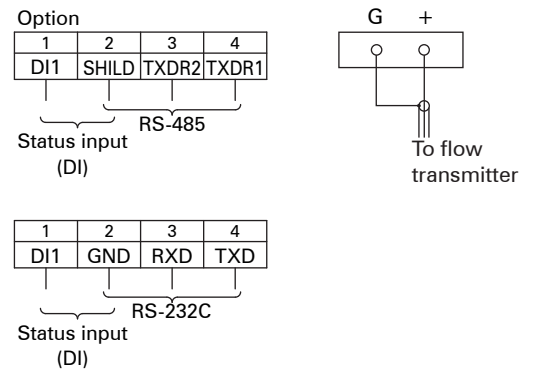 Option
1 2 3 4
DI1 SHILD TXDR2 TXDR1
RS-485
Status input
(DI)
G +
To flow
transmitter
1 2 3 4
DI1 GND RXD TXD
RS-232C
Status input
(DI)